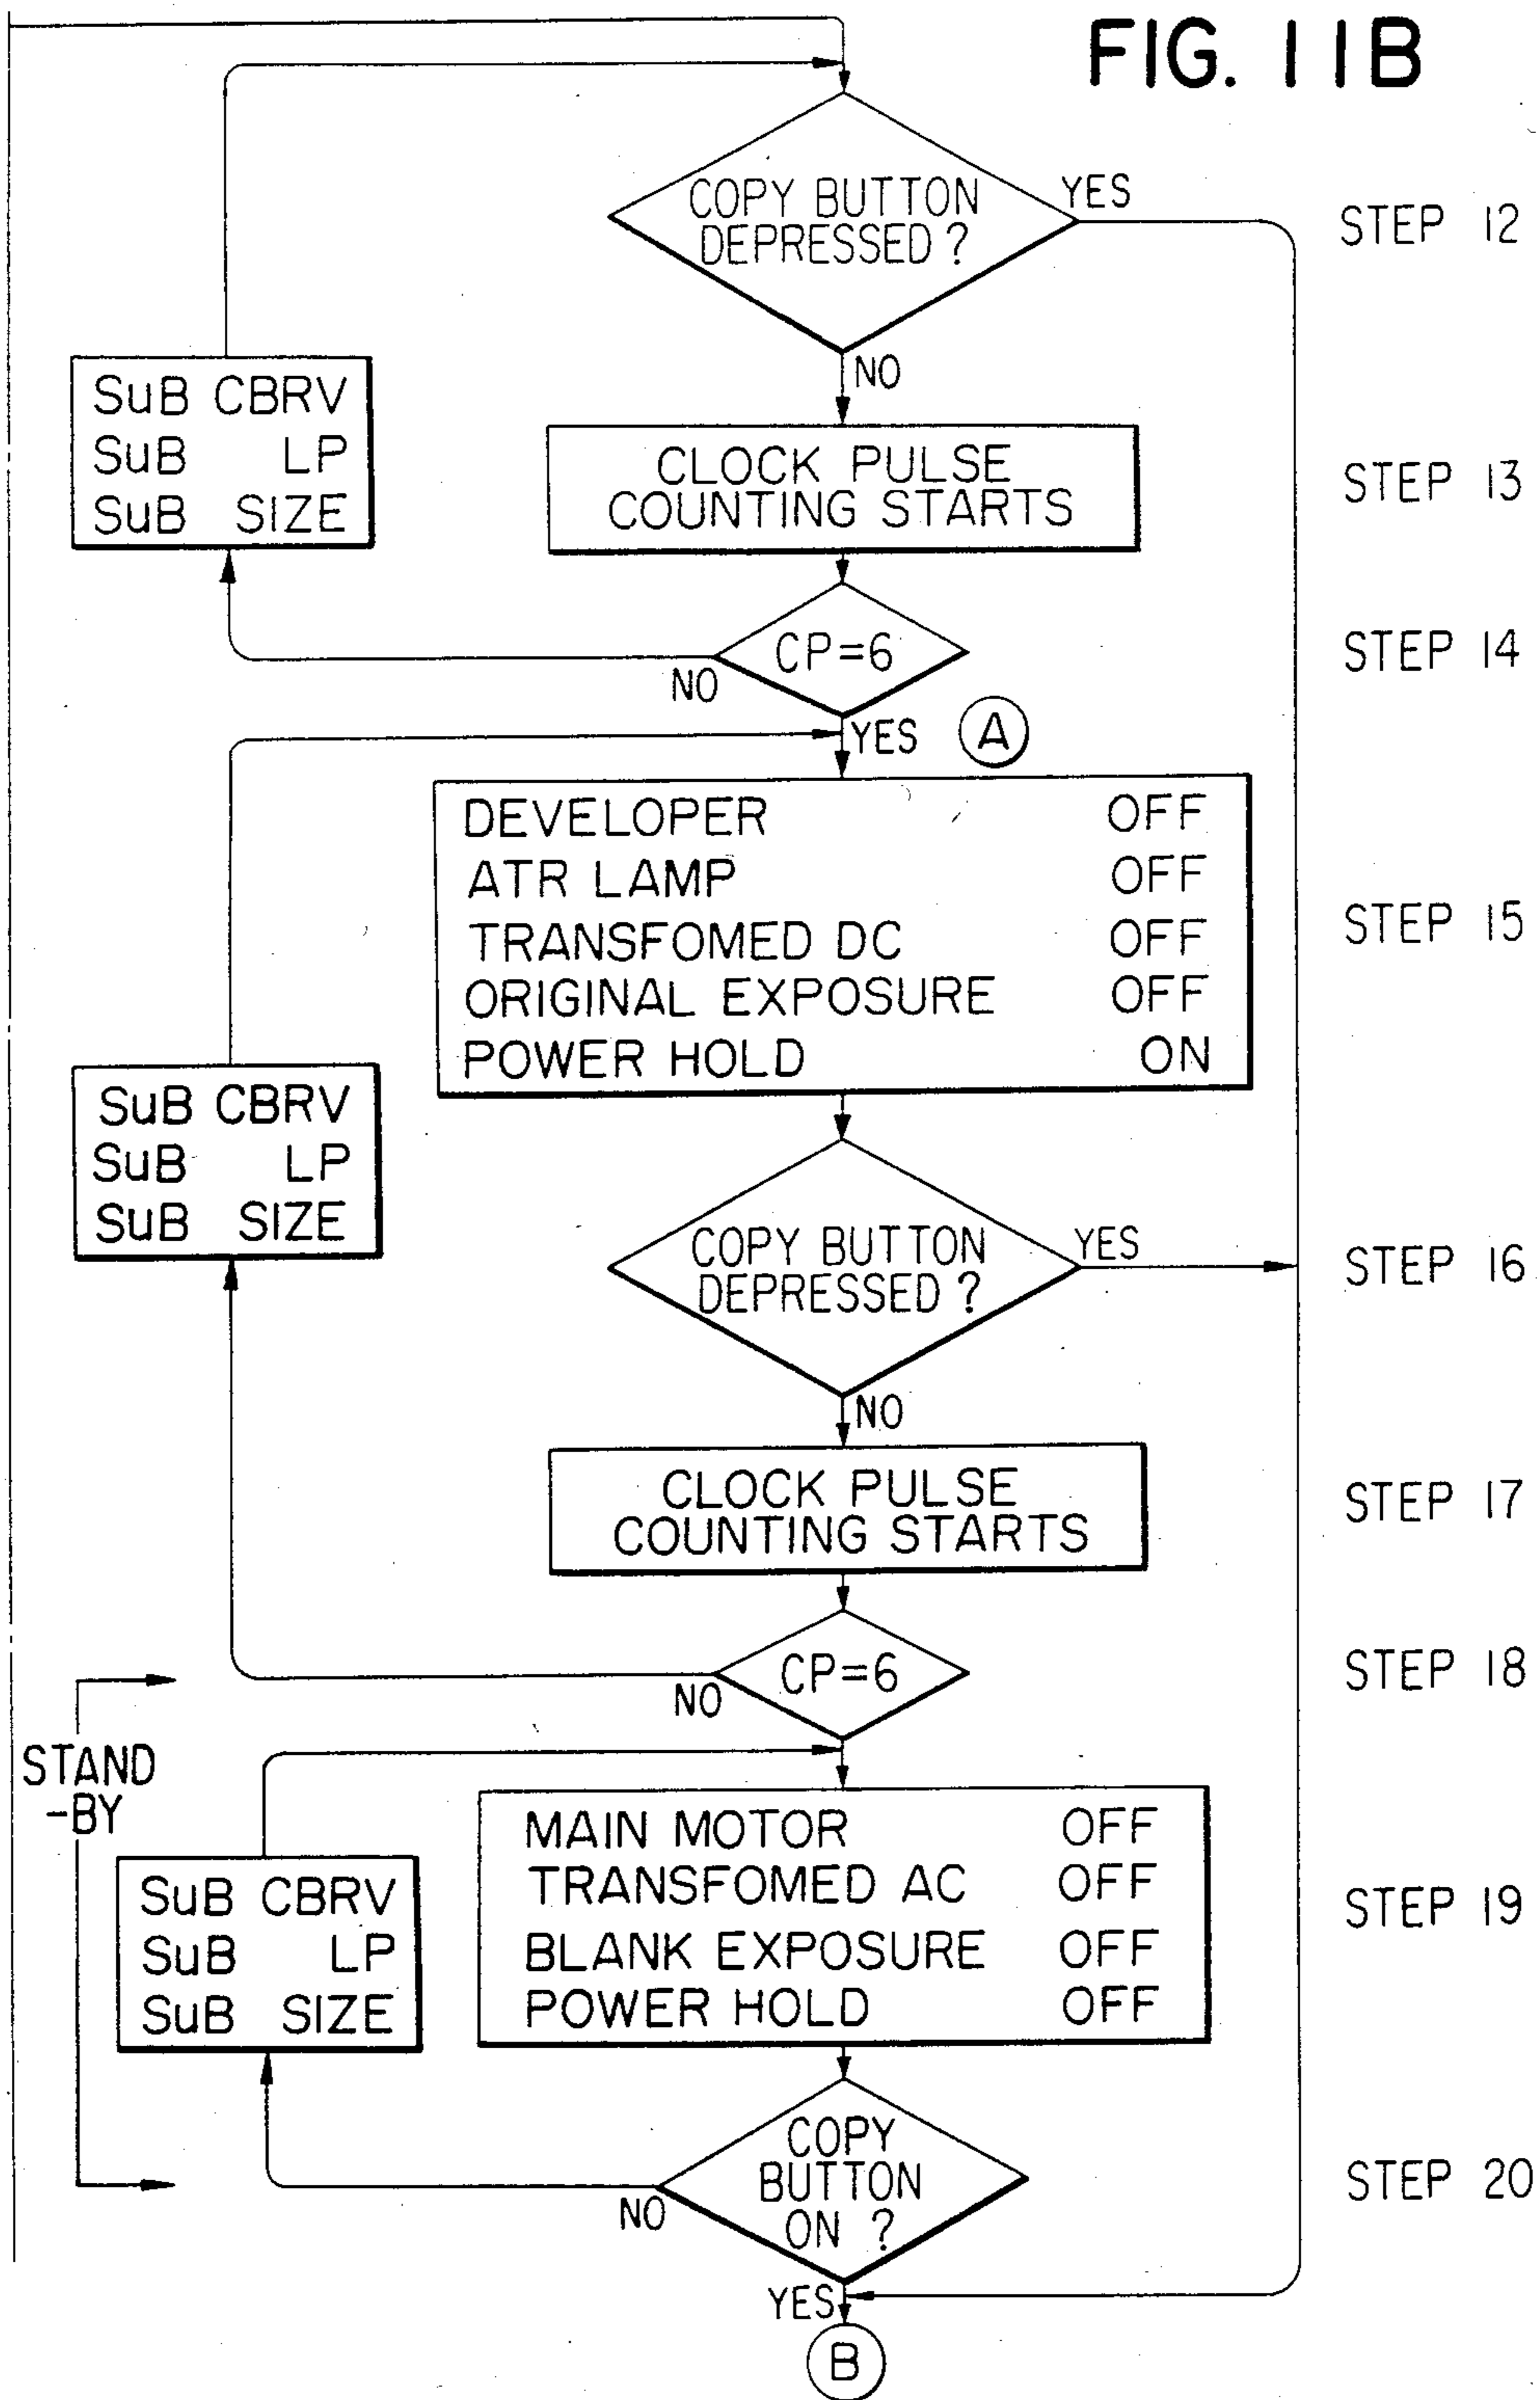 FIG. 11B
COPY BUTTON
DEPRESSED ?
YES
STEP 12
NO
SuB CBRV
SuB LP
SuB SIZE
CLOCK PULSE
COUNTING STARTS
STEP 13
CP=6
NO
STEP 14
YES
A
DEVELOPER OFF
ATR LAMP OFF
TRANSFOMED DC OFF
ORIGINAL EXPOSURE OFF
POWER HOLD ON
STEP 15
SuB CBRV
SuB LP
SuB SIZE
COPY BUTTON
DEPRESSED ?
YES
STEP 16
NO
CLOCK PULSE
COUNTING STARTS
STEP 17
CP=6
NO
STEP 18
STAND
-BY
MAIN MOTOR OFF
TRANSFOMED AC OFF
BLANK EXPOSURE OFF
POWER HOLD OFF
STEP 19
SuB CBRV
SuB LP
SuB SIZE
COPY
BUTTON
ON ?
NO
STEP 20
YES
B